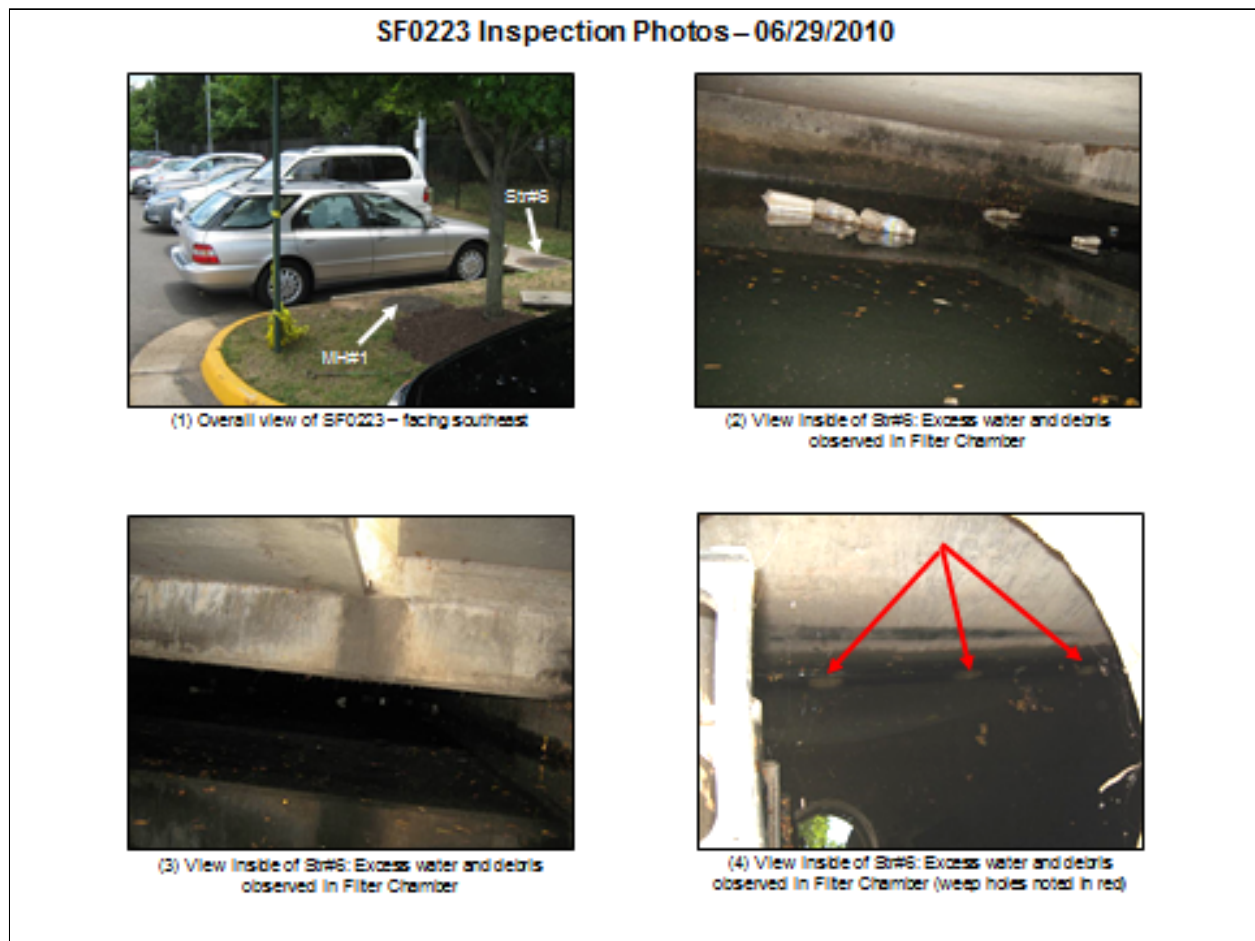 SF0223 Inspection Photos – 06/29/2010
Str#6
MH#1
(1) Overall view of SF0223 – facing southeast
(2) View Inside of Str#6: Excess water and debris
observed in Filter Chamber
(3) View Inside of Str#6: Excess water and debris
observed in Filter Chamber
(4) View Inside of Str#6: Excess water and debris
observed in Filter Chamber (weep holes noted in red)